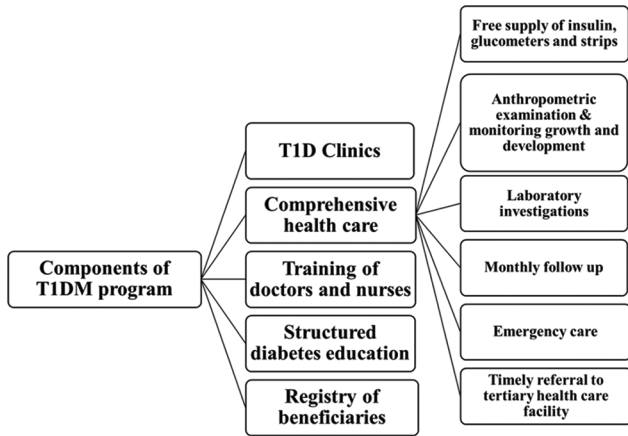 Components of
T1DM program
T1D Clinics
Comprehensive
health care
Training of
doctors and nurses
Structured
diabetes education
Registry of
beneficiaries
Free supply of insulin,
glucometers and strips
Anthropometric
examination &
monitoring growth and
development
Laboratory
investigations
Monthly follow up
Emergency care
Timely referral to
tertiary health care
facility